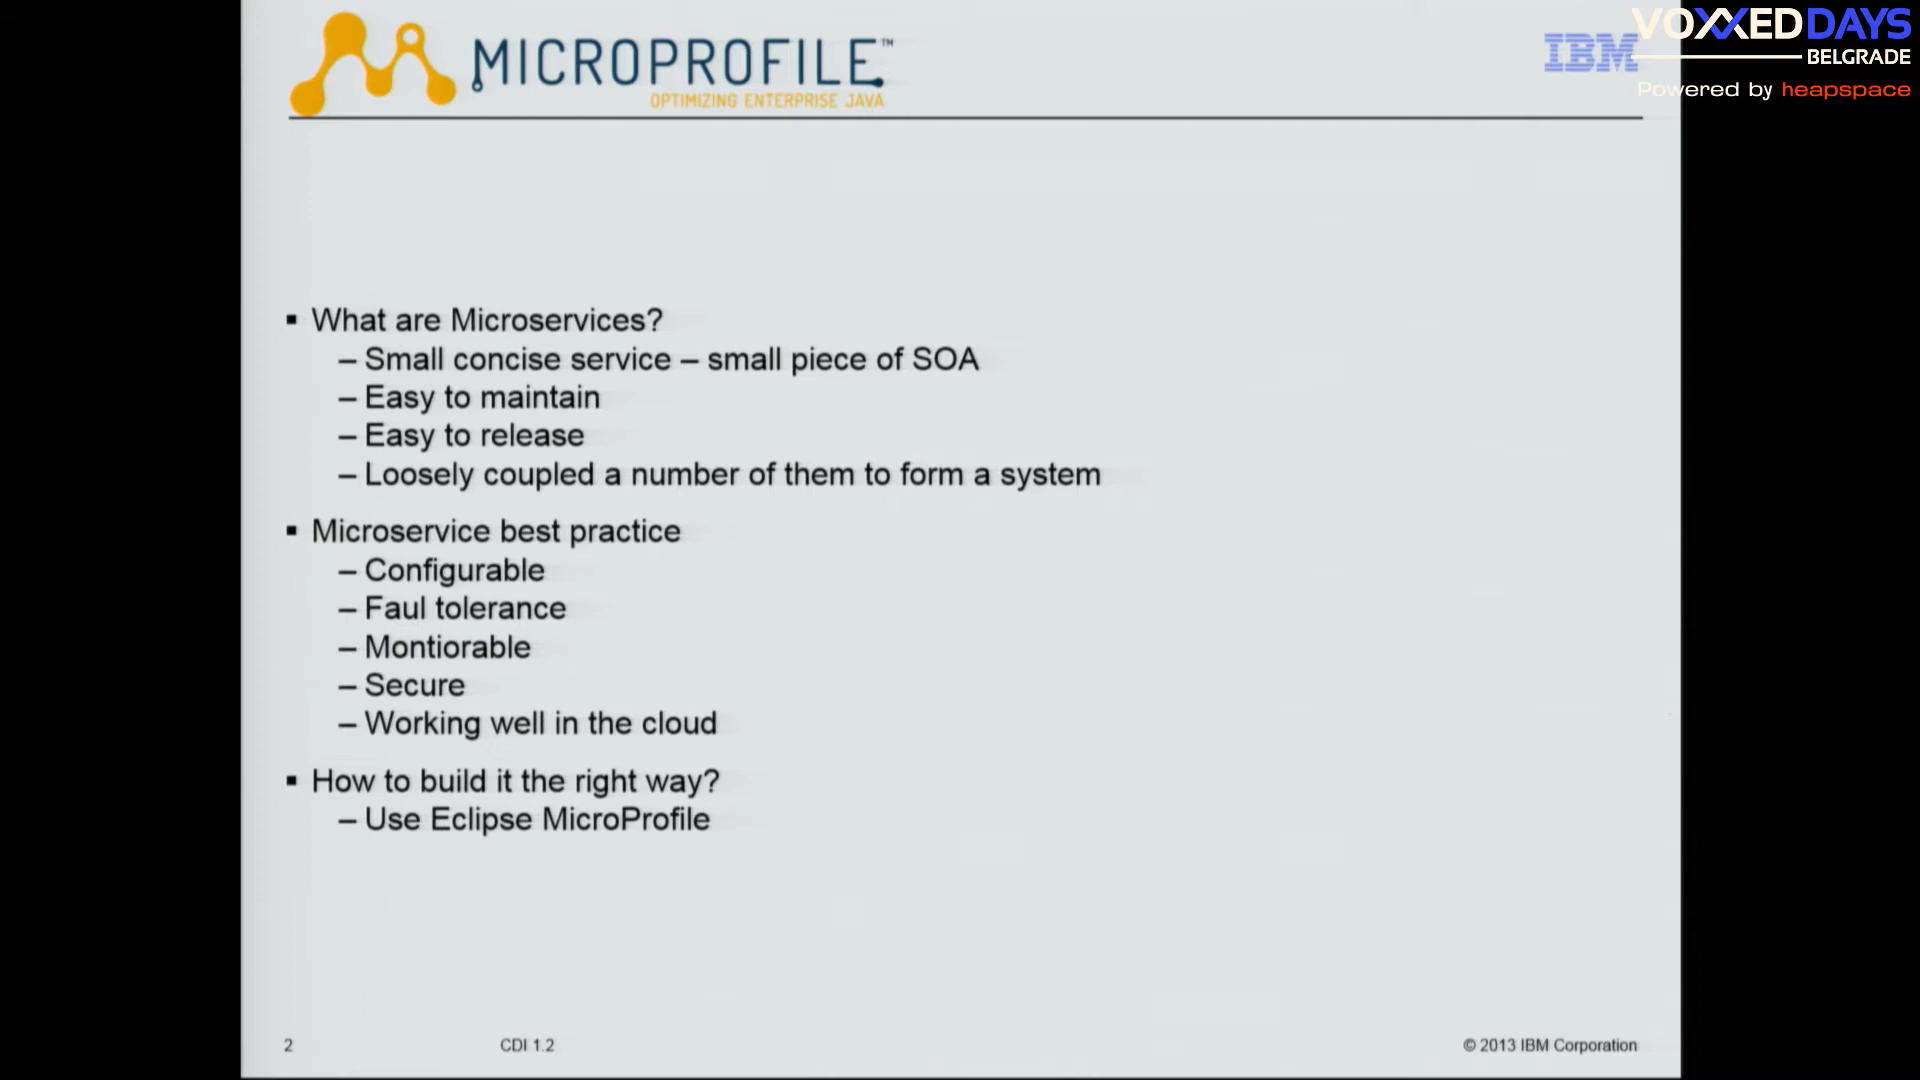 MICROPROFILE™
OPTIMIZING ENTERPRISE JAVA
IBM
VOXXED DAYS
BELGRADE
Powered by heapspace
▪ What are Microservices?
– Small concise service – small piece of SOA
– Easy to maintain
– Easy to release
– Loosely coupled a number of them to form a system
▪ Microservice best practice
– Configurable
– Faul tolerance
– Montiorable
– Secure
– Working well in the cloud
▪ How to build it the right way?
– Use Eclipse MicroProfile
2
CDI 1.2
© 2013 IBM Corporation